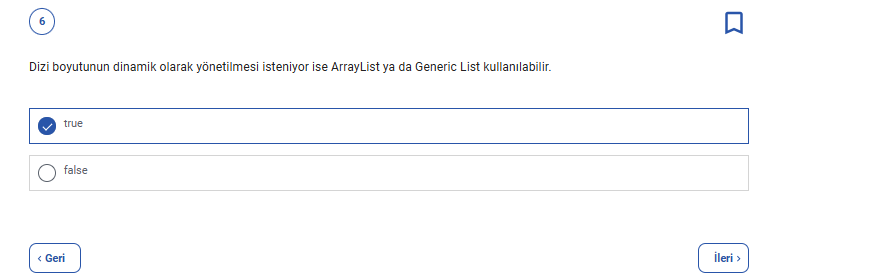 6
Dizi boyutunun dinamik olarak yönetilmesi isteniyor ise ArrayList ya da Generic List kullanılabilir.
true
false
‹ Geri
İleri ›